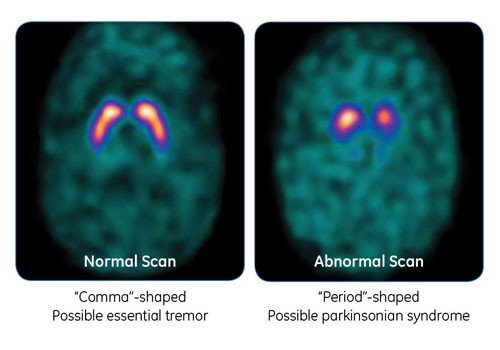 Normal Scan
"Comma"-shaped
Possible essential tremor
Abnormal Scan
"Period"-shaped
Possible parkinsonian syndrome